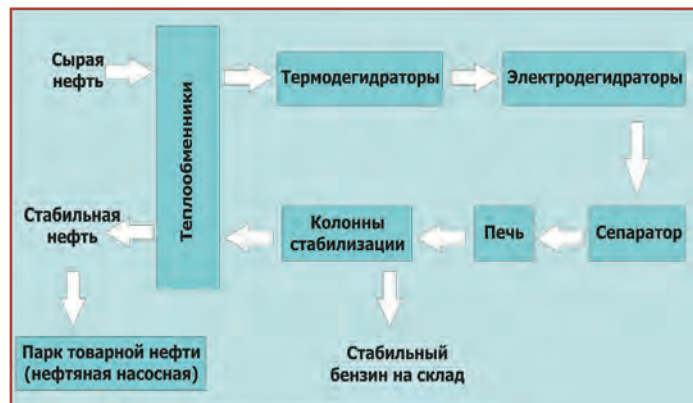 Сырая
нефть
Теплообменники
Термодегидраторы
Электродегидраторы
Стабильная
нефть
Колонны
стабилизации
Печь
Сепаратор
Парк товарной нефти
(нефтяная насосная)
Стабильный
бензин на склад